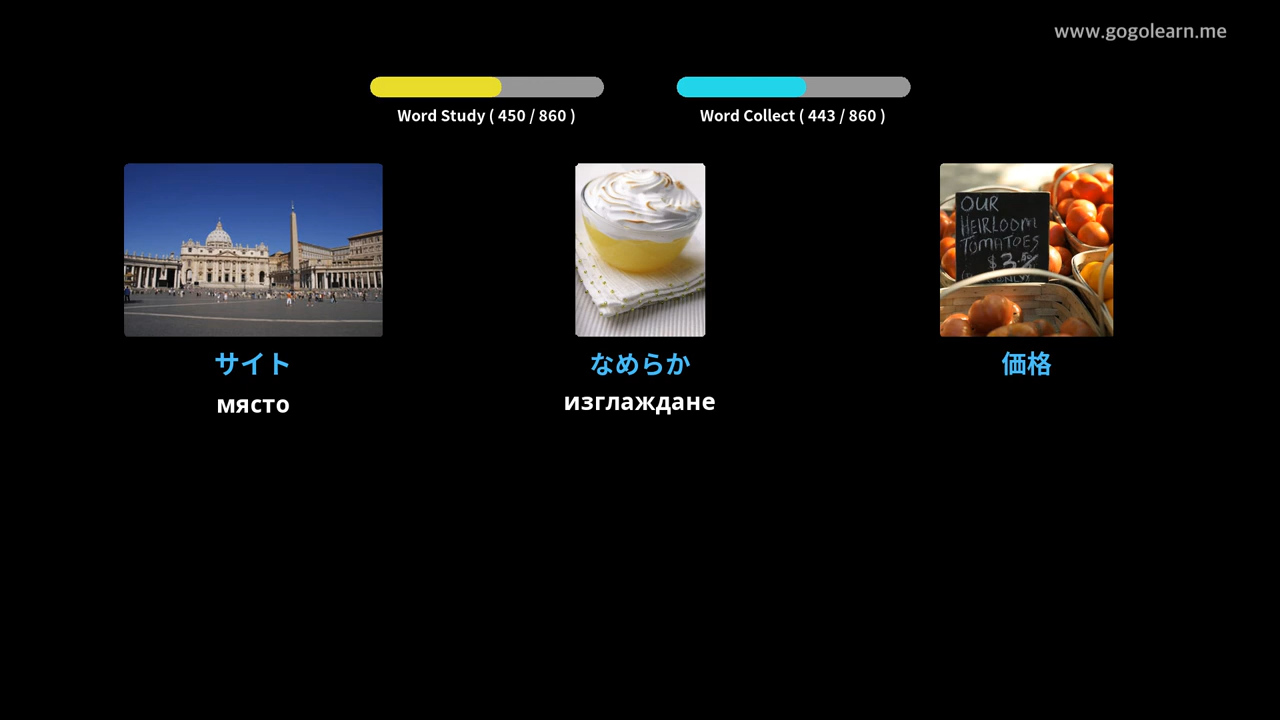 www.gogolearn.me
Word Study ( 450 / 860 )
Word Collect ( 443 / 860 )
OUR
HEIRLOOM
TOMATOES
サイト
なめらか
価格
място
изглаждане